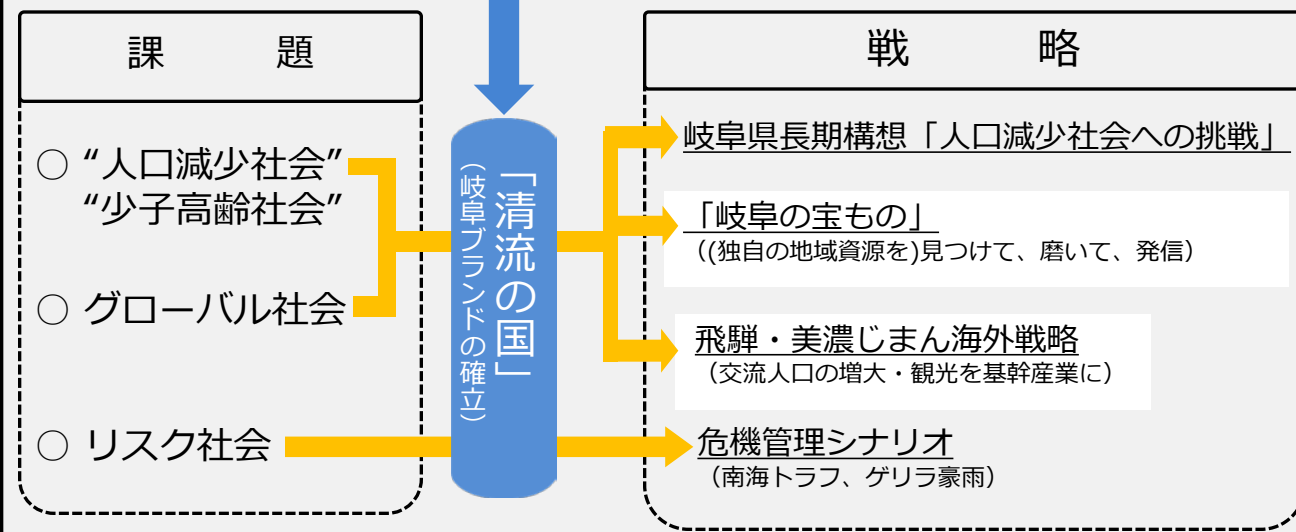 課 題
○ “人口減少社会”
“少子高齢社会”
○ グローバル社会
○ リスク社会
「清流の国」
(岐阜ブランドの確立)
戦 略
岐阜県長期構想「人口減少社会への挑戦」
「岐阜の宝もの」
((独自の地域資源を)見つけて、磨いて、発信)
飛騨・美濃じまん海外戦略
(交流人口の増大・観光を基幹産業に)
危機管理シナリオ
(南海トラフ、ゲリラ豪雨)